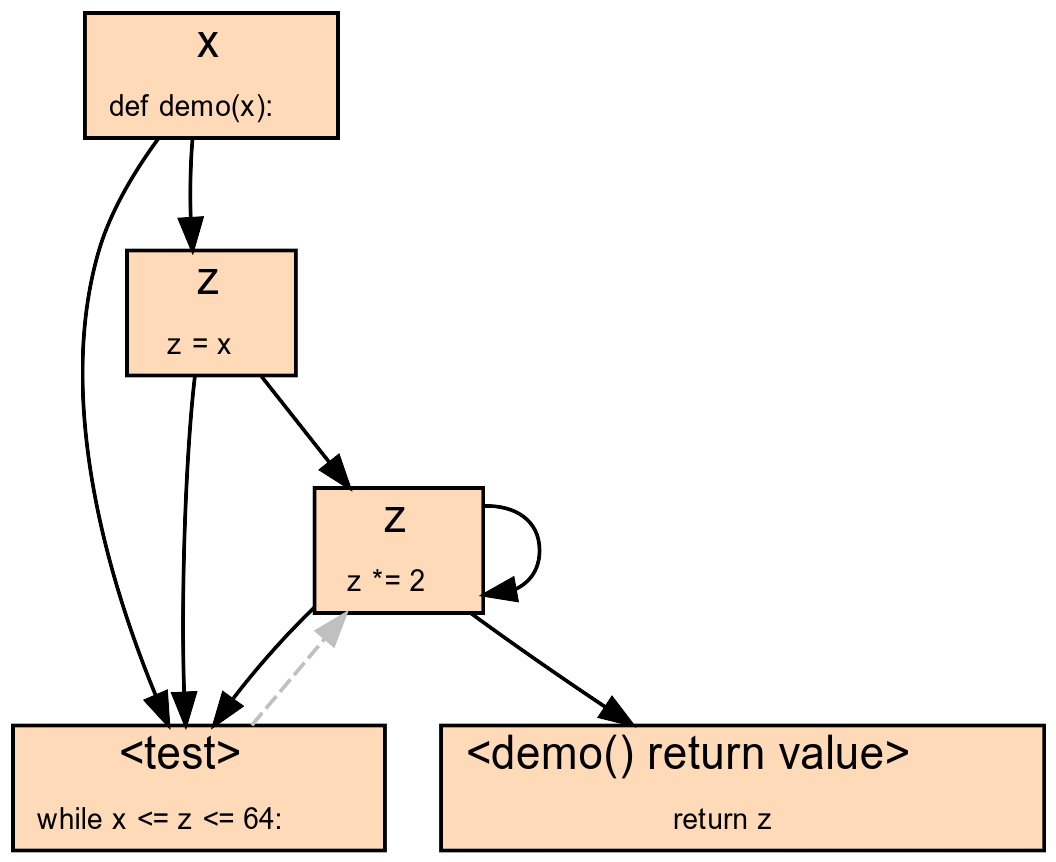 x
def demo(x):
z
z = x
z
z *= 2
<test>
while x <= z <= 64:
<demo() return value>
return z